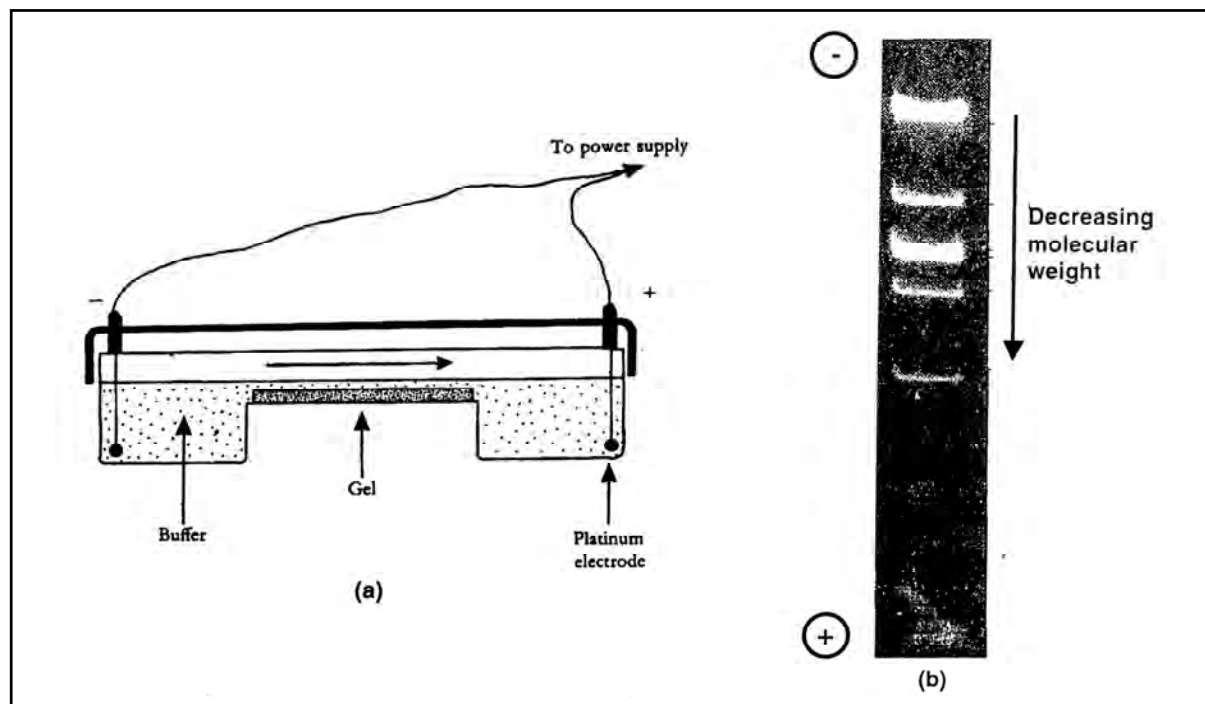 To power supply
−
+
Gel
Buffer
Platinum
electrode
(a)
-
Decreasing
molecular
weight
+
(b)